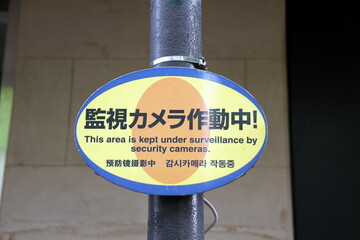 監視カメラ作動中!
This area is kept under surveillance by
security cameras.
预防镜摄影中 감시카메라 작동중